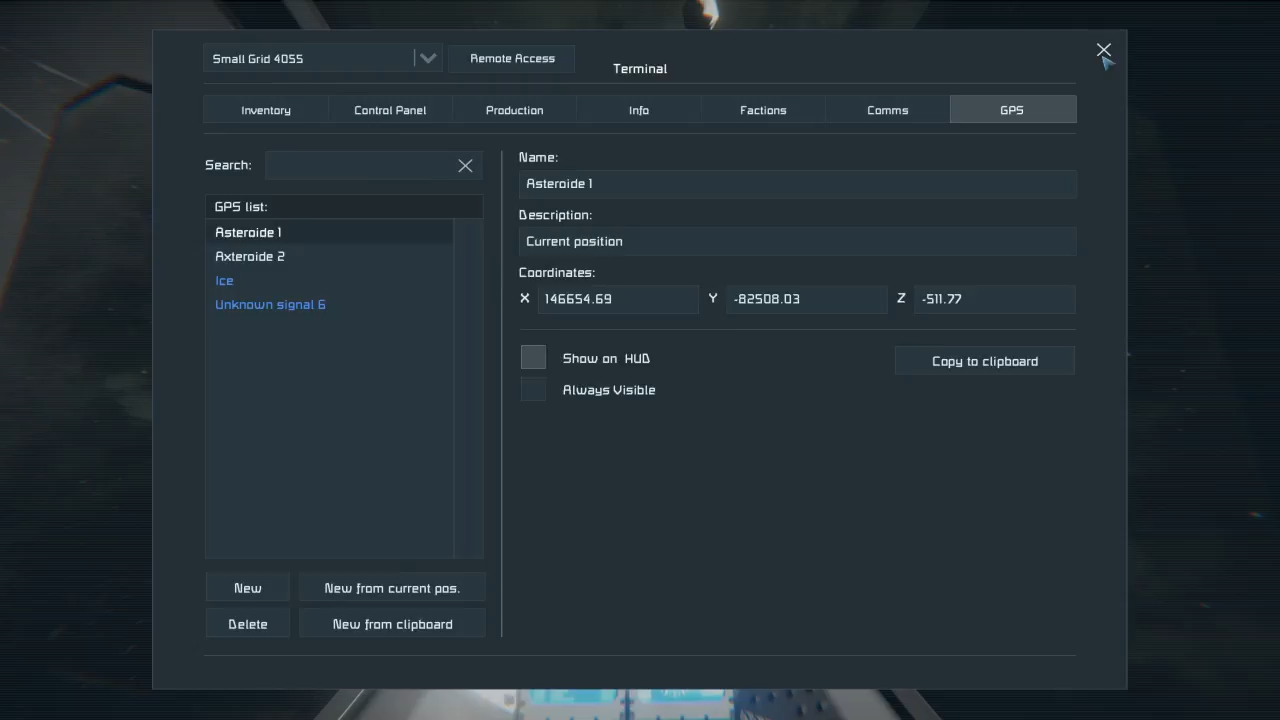 Small Grid 4055
Remote Access
Terminal
Inventory
Control Panel
Production
Info
Factions
Comms
GPS
Search:
GPS list:
Asteroide 1
Axteroide 2
Ice
Unknown signal 6
New
New from current pos.
Delete
New from clipboard
Name:
Asteroide 1
Description:
Current position
Coordinates:
X 146654.69 Y -82508.03 Z -511.77
Show on HUD
Copy to clipboard
Always Visible